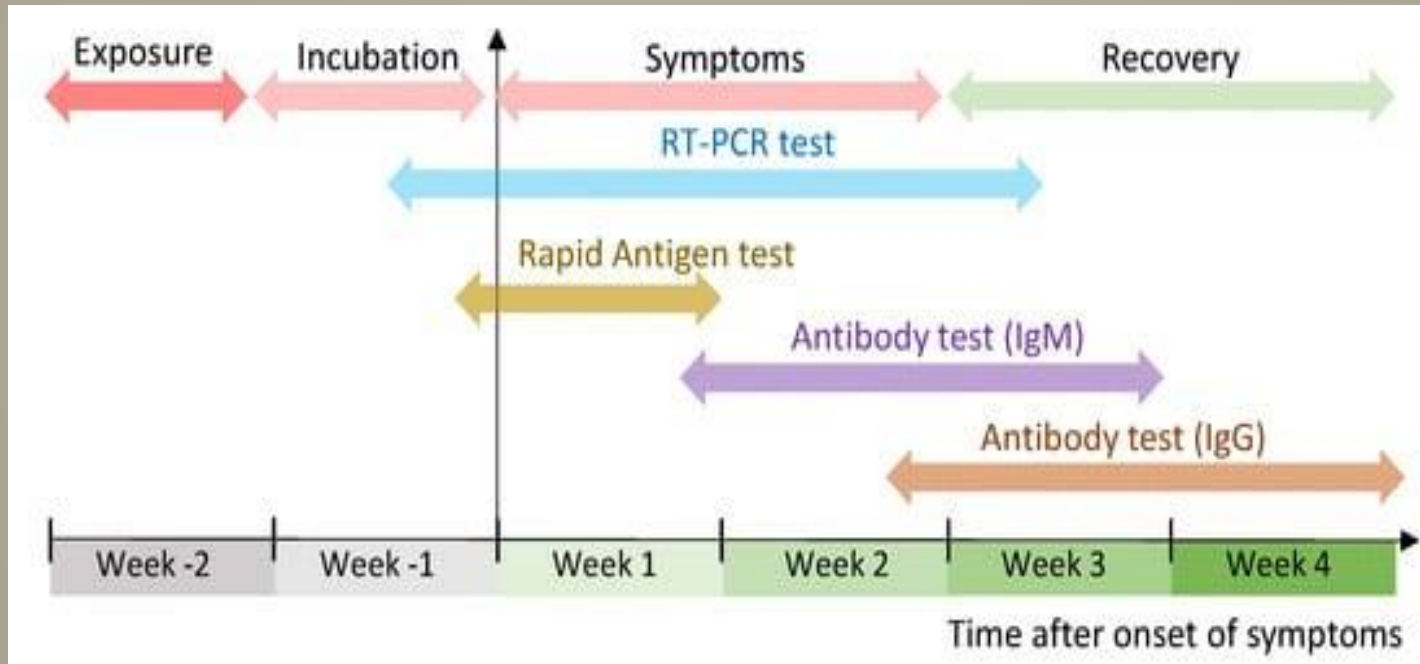 Exposure
Incubation
Symptoms
Recovery
RT-PCR test
Rapid Antigen test
Antibody test (IgM)
Antibody test (IgG)
Week -2
Week -1
Week 1
Week 2
Week 3
Week 4
Time after onset of symptoms